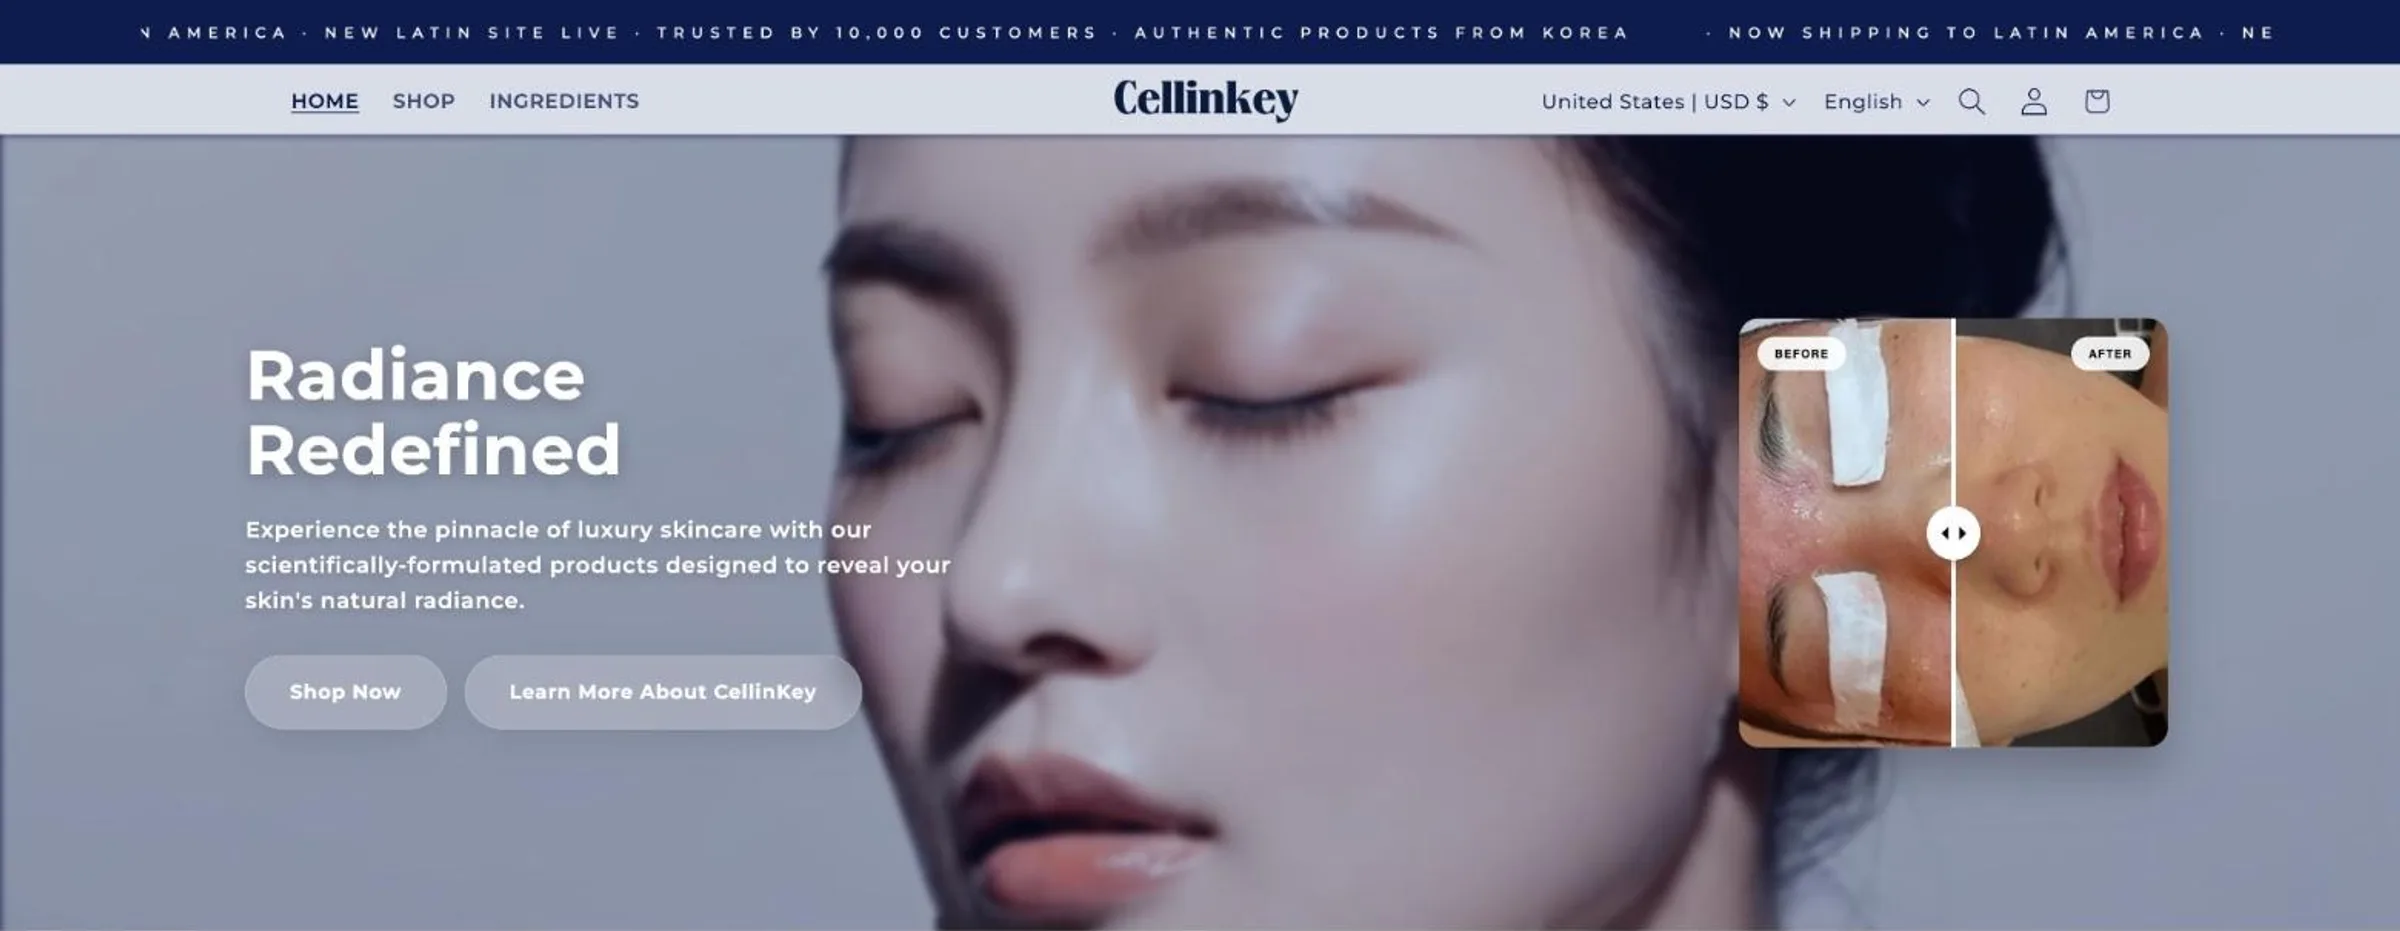 AMERICA · NEW LATIN SITE LIVE · TRUSTED BY 10,000 CUSTOMERS · AUTHENTIC PRODUCTS FROM KOREA · NOW SHIPPING TO LATIN AMERICA · NE
HOME SHOP INGREDIENTS Cellinkey United States | USD $ English
BEFORE AFTER
Radiance
Redefined
Experience the pinnacle of luxury skincare with our
scientifically-formulated products designed to reveal your
skin's natural radiance.
Shop Now Learn More About CellinKey